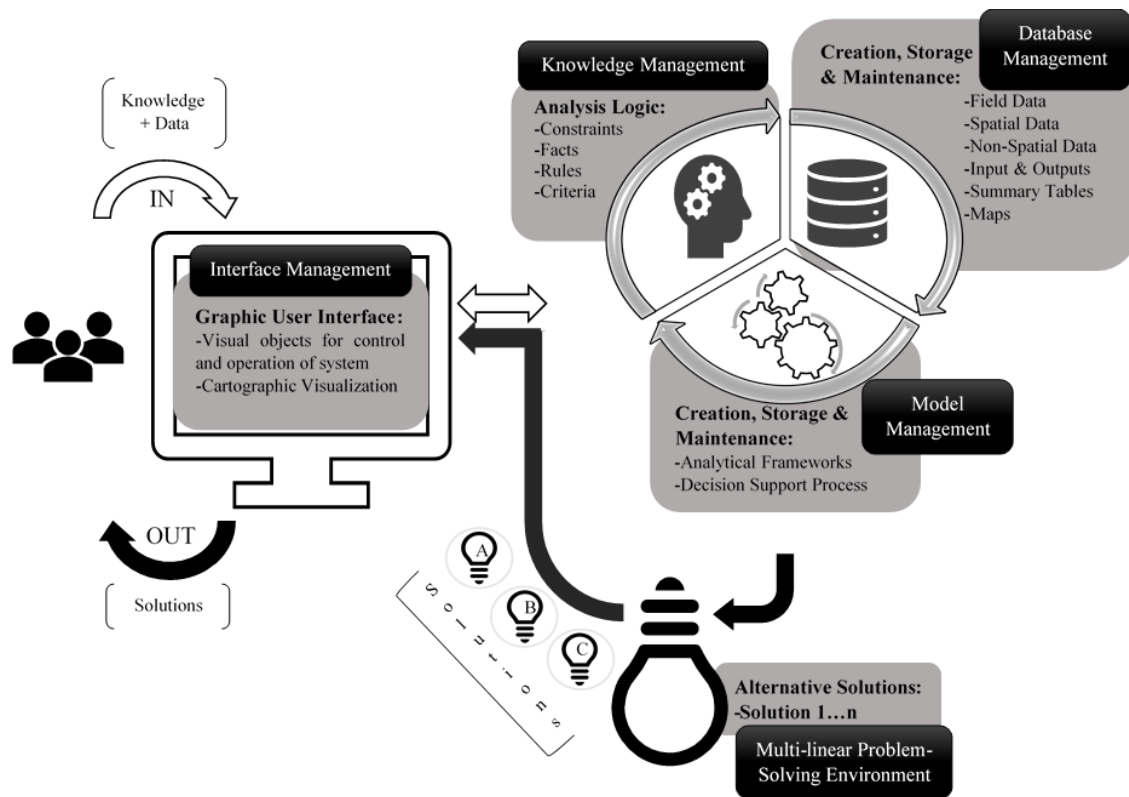 Knowledge
+ Data
IN
Interface Management
Graphic User Interface:
-Visual objects for control
and operation of system
-Cartographic Visualization
OUT
Solutions
Knowledge Management
Analysis Logic:
-Constraints
-Facts
-Rules
-Criteria
Database
Management
Creation, Storage
& Maintenance:
-Field Data
-Spatial Data
-Non-Spatial Data
-Input & Outputs
-Summary Tables
-Maps
Model
Management
Creation, Storage &
Maintenance:
-Analytical Frameworks
-Decision Support Process
A
B
C
Solutions
Alternative Solutions:
-Solution 1…n
Multi-linear Problem-
Solving Environment